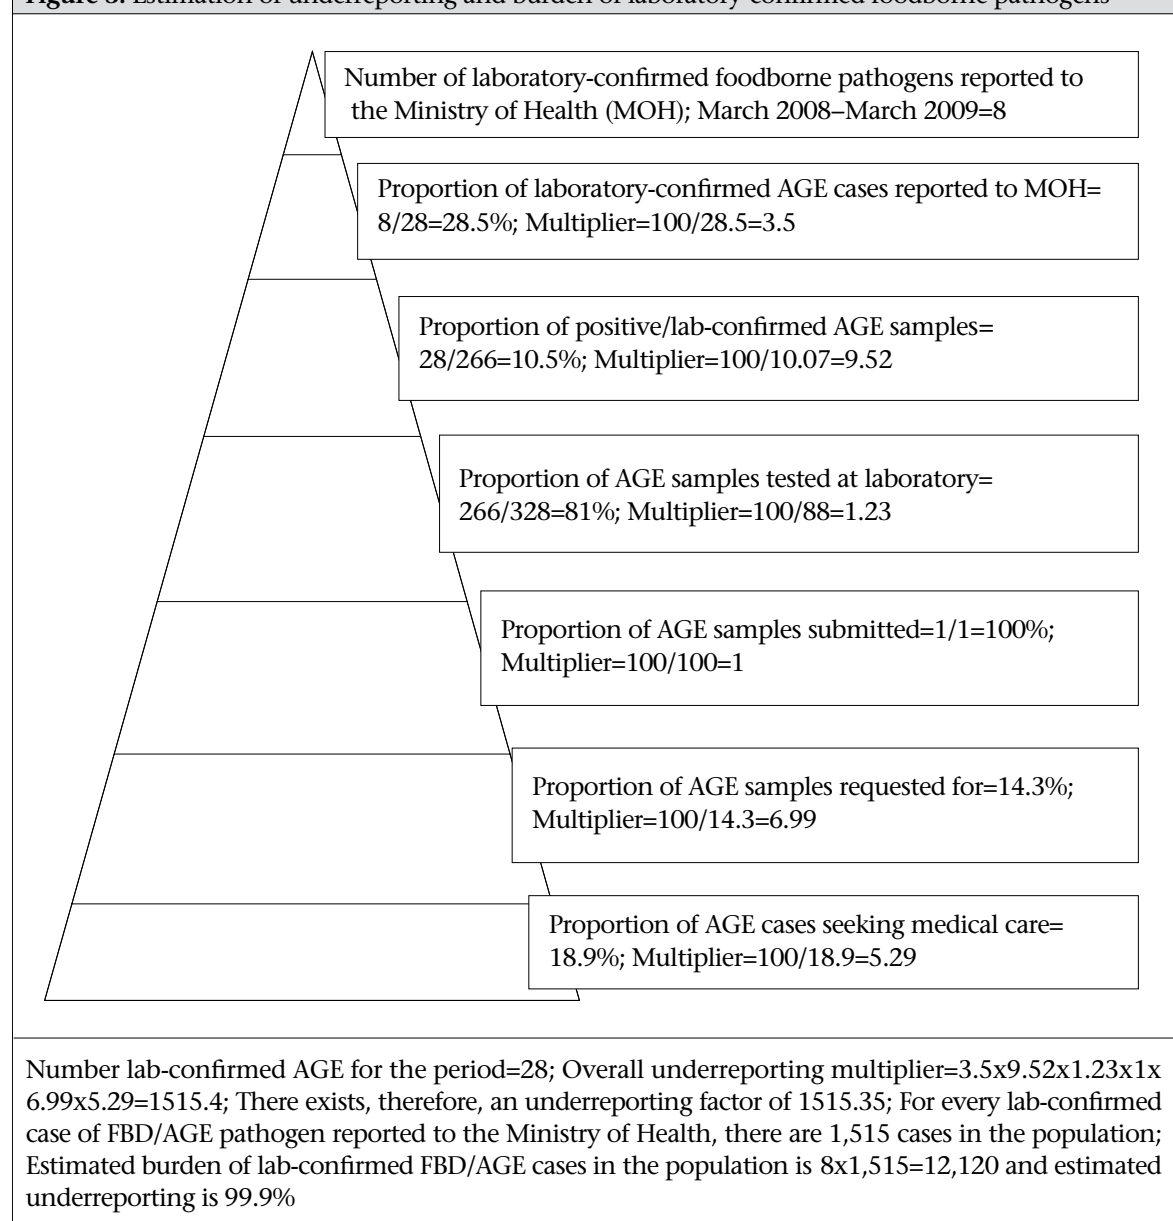 Figure 3. Estimation of underreporting and burden of laboratory-confirmed foodborne pathogens
Number of laboratory-confirmed foodborne pathogens reported to
the Ministry of Health (MOH); March 2008–March 2009=8
Proportion of laboratory-confirmed AGE cases reported to MOH=
8/28=28.5%; Multiplier=100/28.5=3.5
Proportion of positive/lab-confirmed AGE samples=
28/266=10.5%; Multiplier=100/10.07=9.52
Proportion of AGE samples tested at laboratory=
266/328=81%; Multiplier=100/88=1.23
Proportion of AGE samples submitted=1/1=100%;
Multiplier=100/100=1
Proportion of AGE samples requested for=14.3%;
Multiplier=100/14.3=6.99
Proportion of AGE cases seeking medical care=
18.9%; Multiplier=100/18.9=5.29
Number lab-confirmed AGE for the period=28; Overall underreporting multiplier=3.5x9.52x1.23x1x
6.99x5.29=1515.4; There exists, therefore, an underreporting factor of 1515.35; For every lab-confirmed
case of FBD/AGE pathogen reported to the Ministry of Health, there are 1,515 cases in the population;
Estimated burden of lab-confirmed FBD/AGE cases in the population is 8x1,515=12,120 and estimated
underreporting is 99.9%